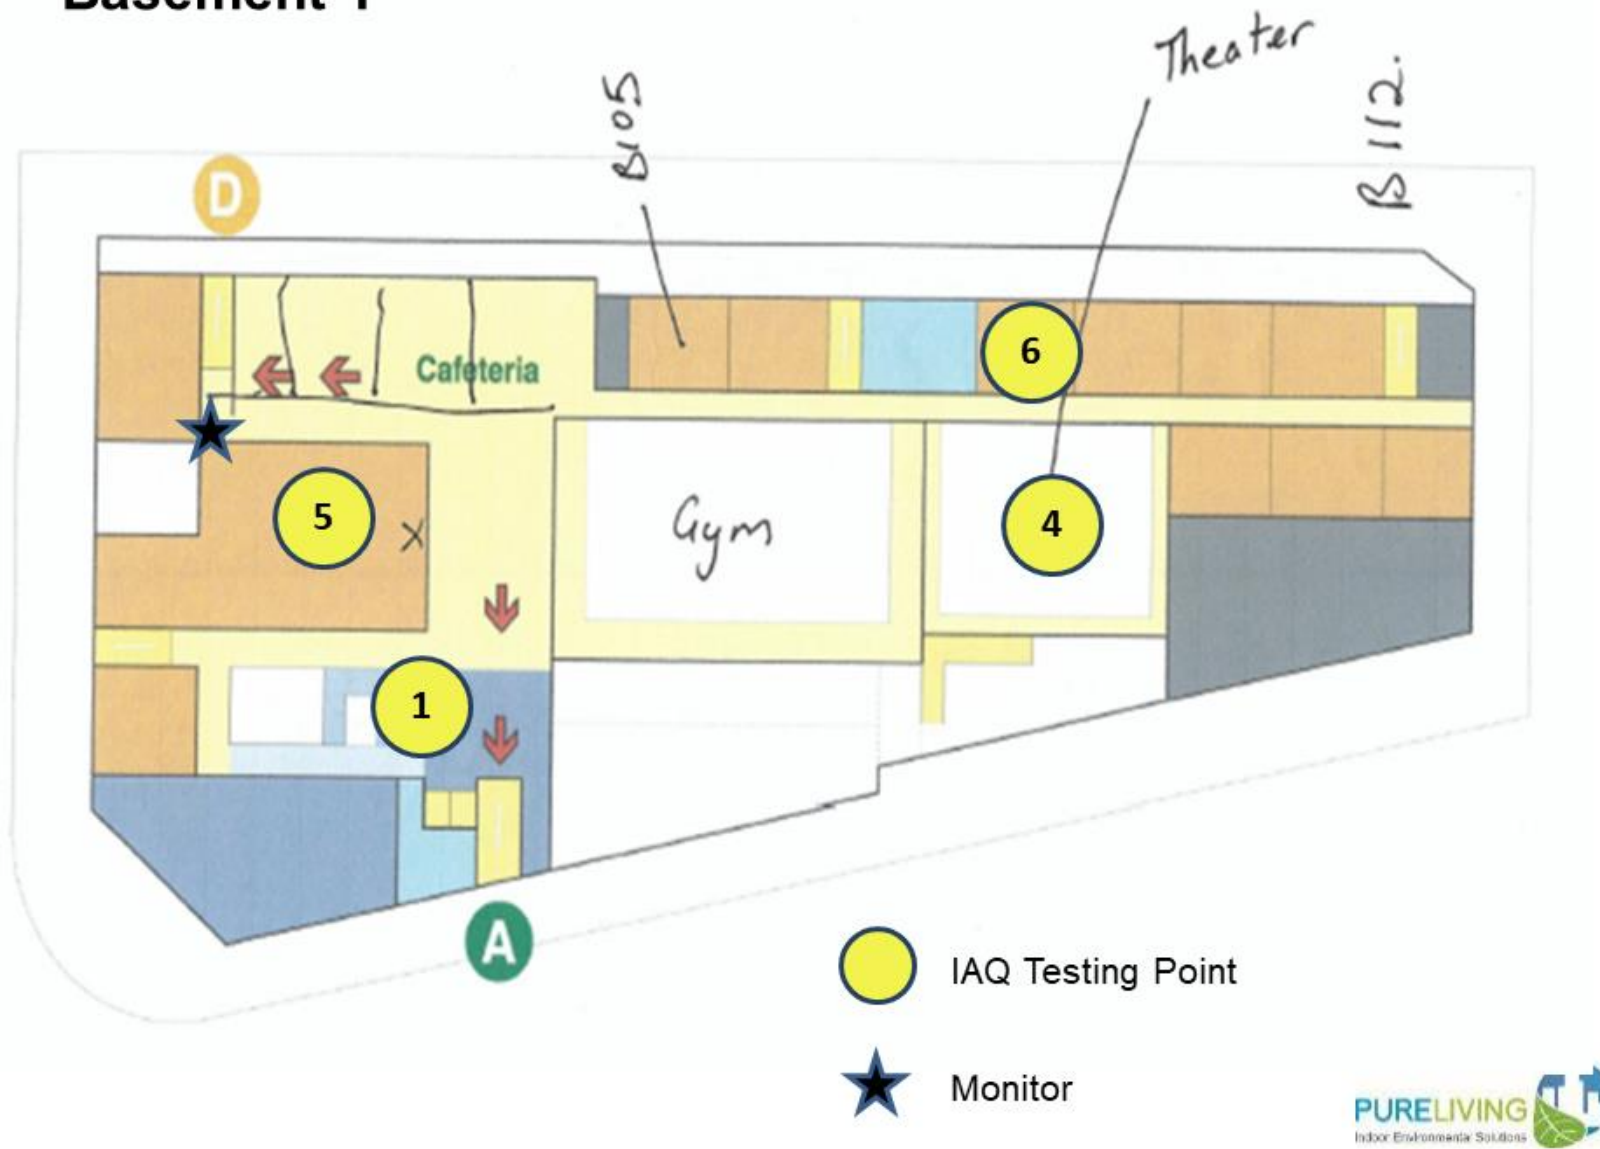 Basement 1
Theater
B105
B112.
D
Cafeteria
6
5
X
Gym
4
1
A
IAQ Testing Point
Monitor
PURELIVING
Indoor Environmental Solutions